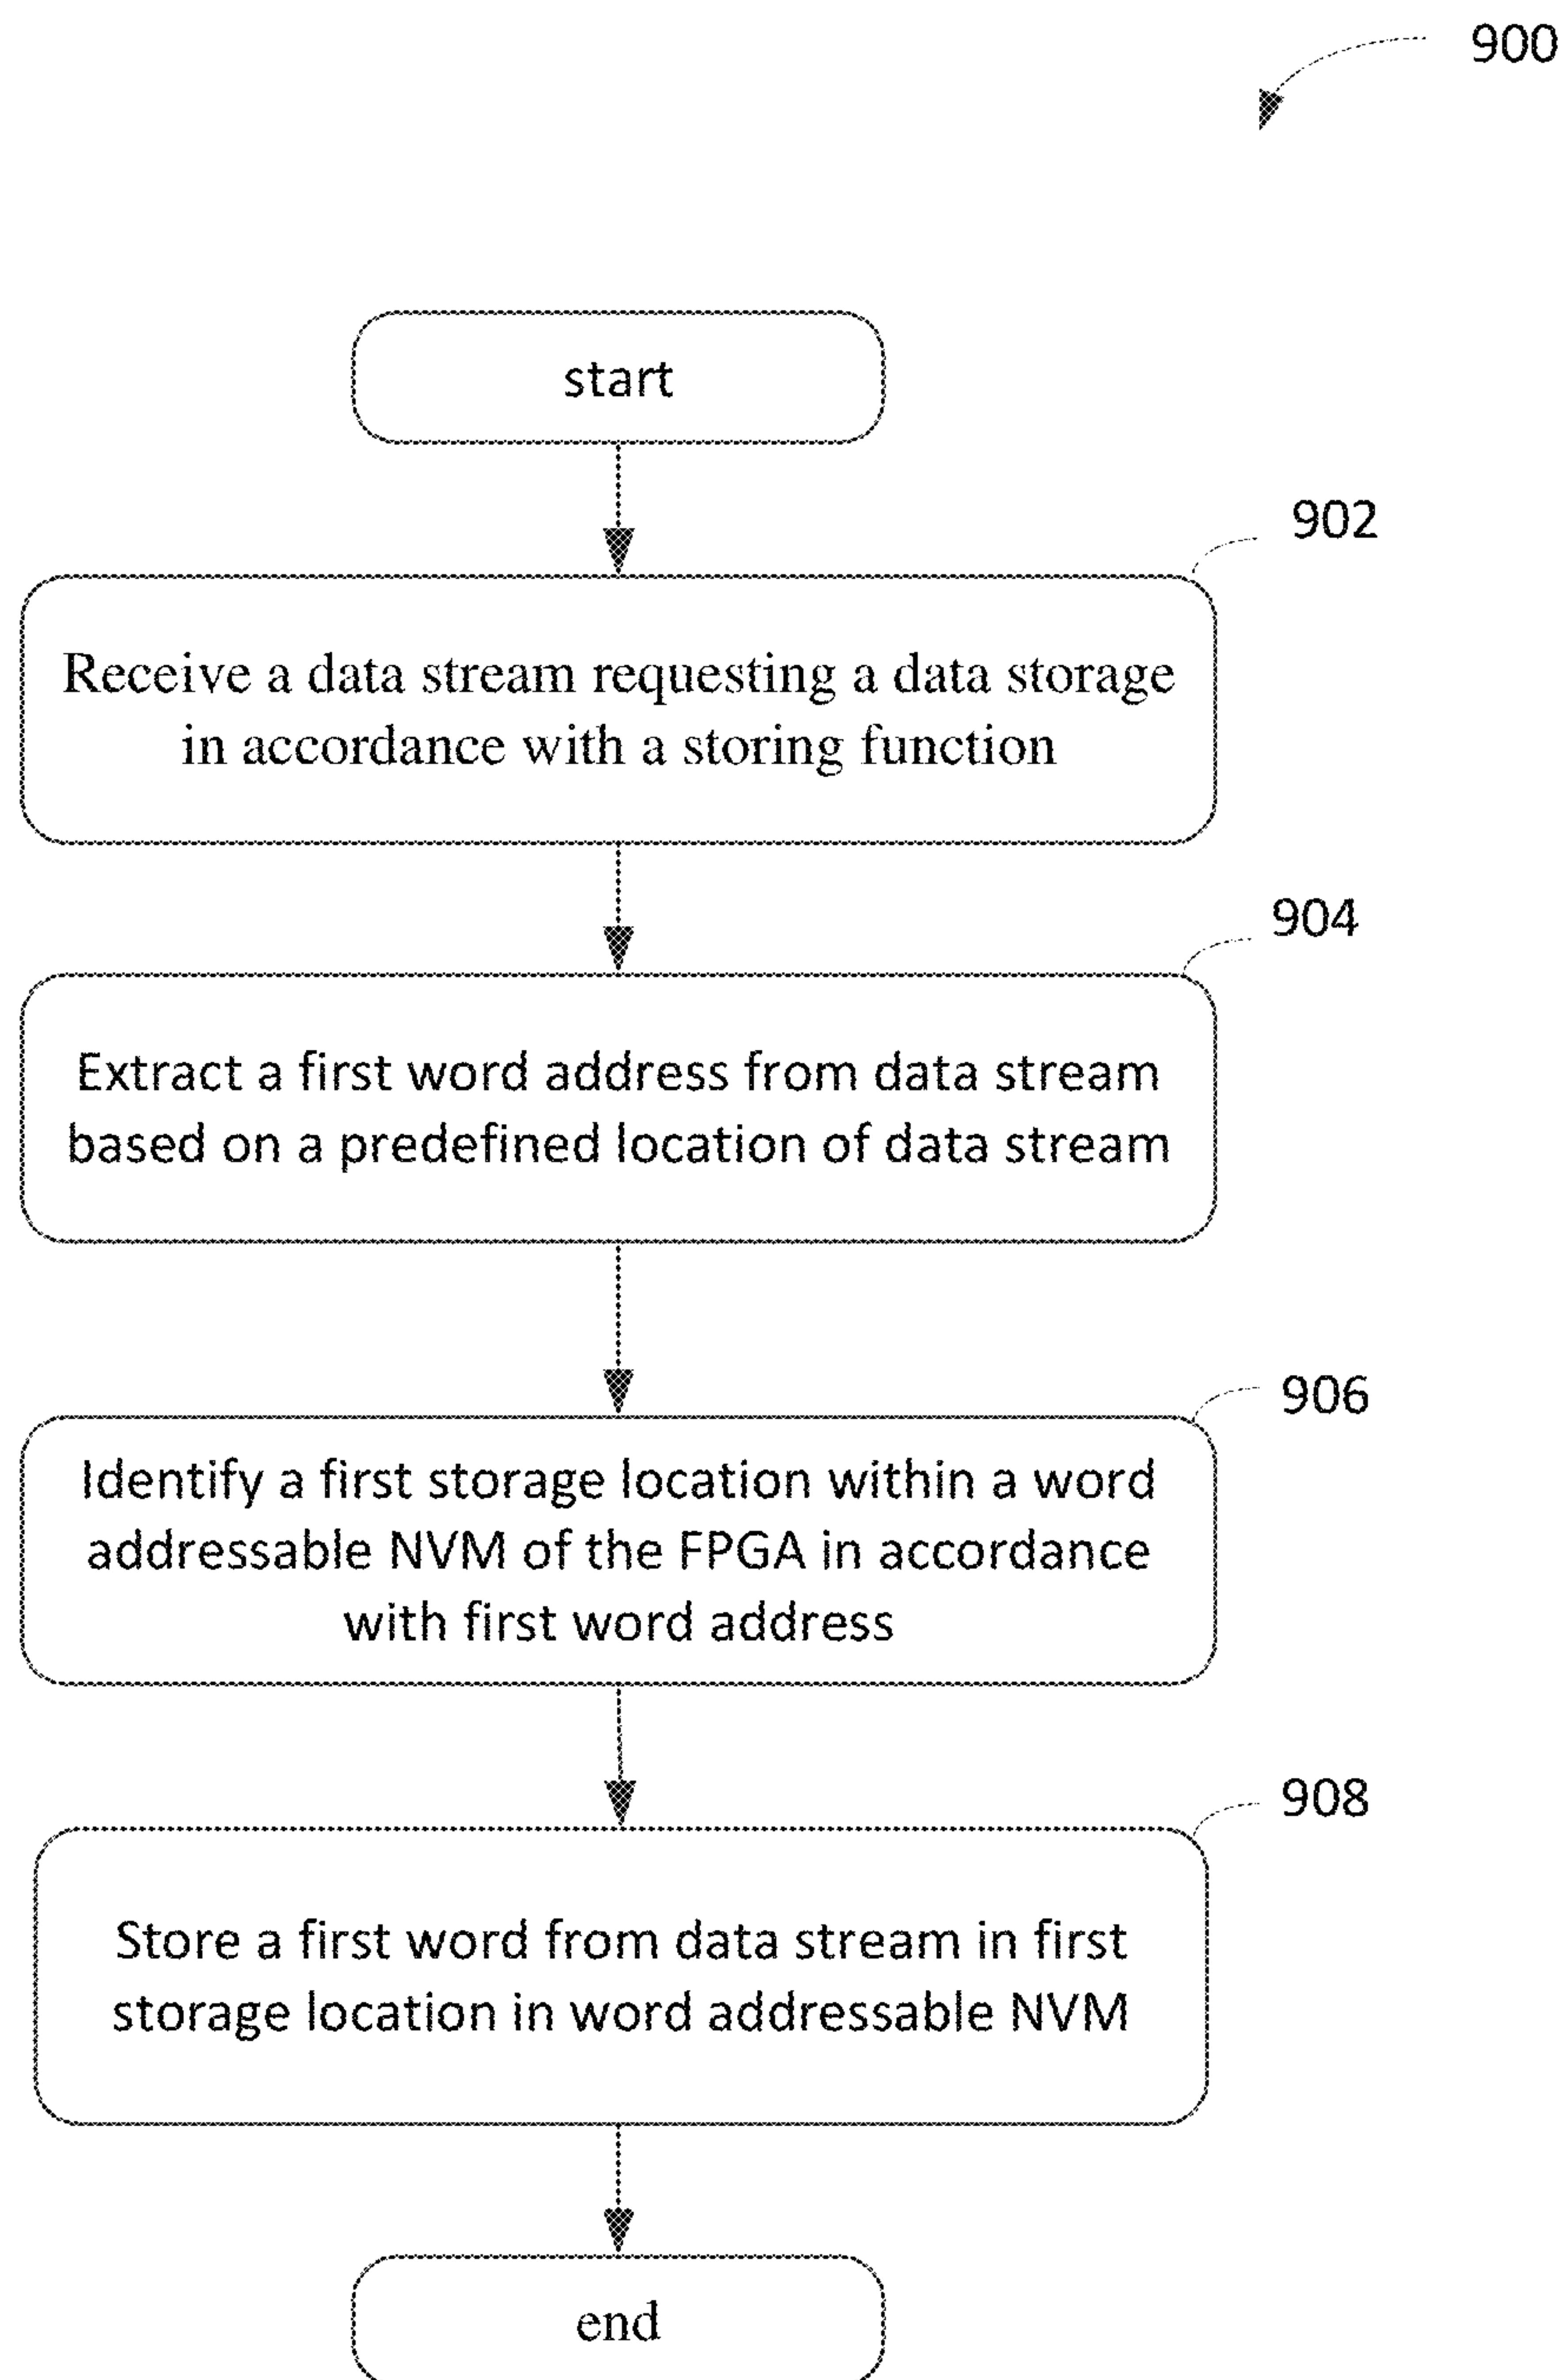 900
start
902
Receive a data stream requesting a data storage
in accordance with a storing function
904
Extract a first word address from data stream
based on a predefined location of data stream
906
Identify a first storage location within a word
addressable NVM of the FPGA in accordance
with first word address
908
Store a first word from data stream in first
storage location in word addressable NVM
end